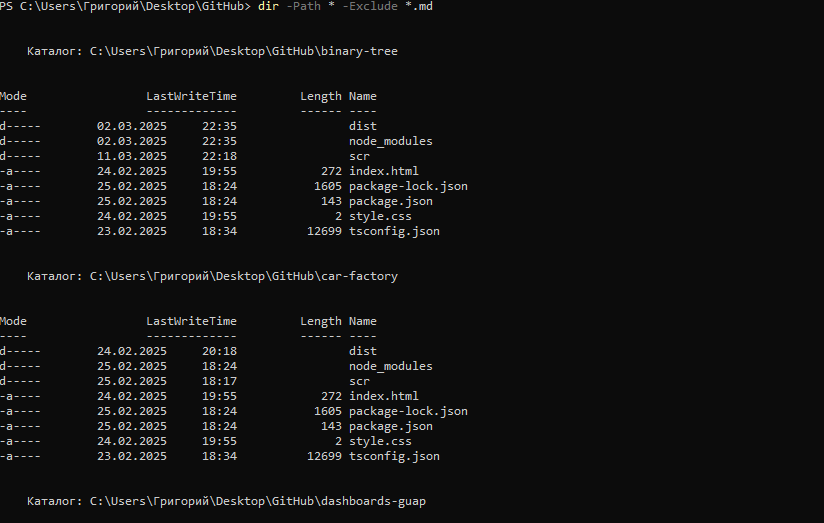 PS C:\Users\Григорий\Desktop\GitHub> dir -Path * -Exclude *.md
Каталог: C:\Users\Григорий\Desktop\GitHub\binary-tree
Mode LastWriteTime Length Name
---- ------------- ------ ----
d----- 02.03.2025 22:35 dist
d----- 02.03.2025 22:35 node_modules
d----- 11.03.2025 22:18 scr
-a---- 24.02.2025 19:55 272 index.html
-a---- 25.02.2025 18:24 1605 package-lock.json
-a---- 25.02.2025 18:24 143 package.json
-a---- 24.02.2025 19:55 2 style.css
-a---- 23.02.2025 18:34 12699 tsconfig.json
Каталог: C:\Users\Григорий\Desktop\GitHub\car-factory
Mode LastWriteTime Length Name
---- ------------- ------ ----
d----- 24.02.2025 20:18 dist
d----- 25.02.2025 18:24 node_modules
d----- 25.02.2025 18:17 scr
-a---- 24.02.2025 19:55 272 index.html
-a---- 25.02.2025 18:24 1605 package-lock.json
-a---- 25.02.2025 18:24 143 package.json
-a---- 24.02.2025 19:55 2 style.css
-a---- 23.02.2025 18:34 12699 tsconfig.json
Каталог: C:\Users\Григорий\Desktop\GitHub\dashboards-guap